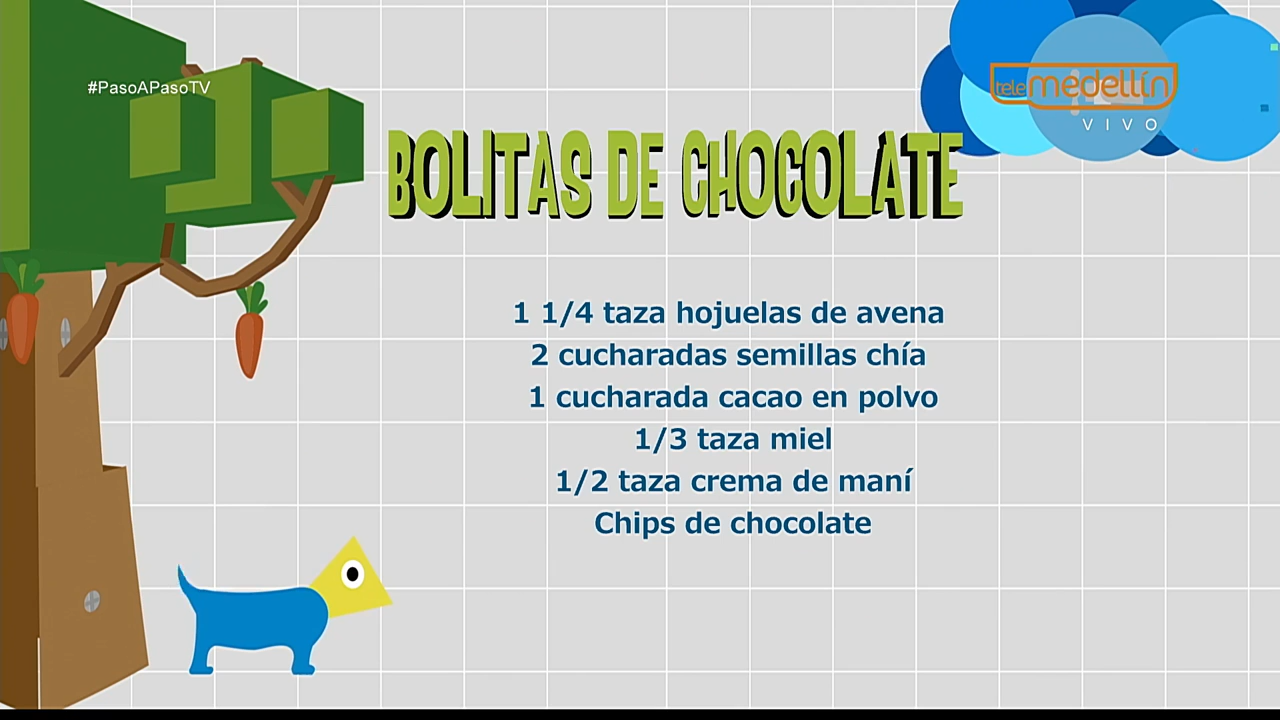 #PasoAPasoTV
telemedellín
VIVO
BOLITAS DE CHOCOLATE
1 1/4 taza hojuelas de avena
2 cucharadas semillas chía
1 cucharada cacao en polvo
1/3 taza miel
1/2 taza crema de maní
Chips de chocolate